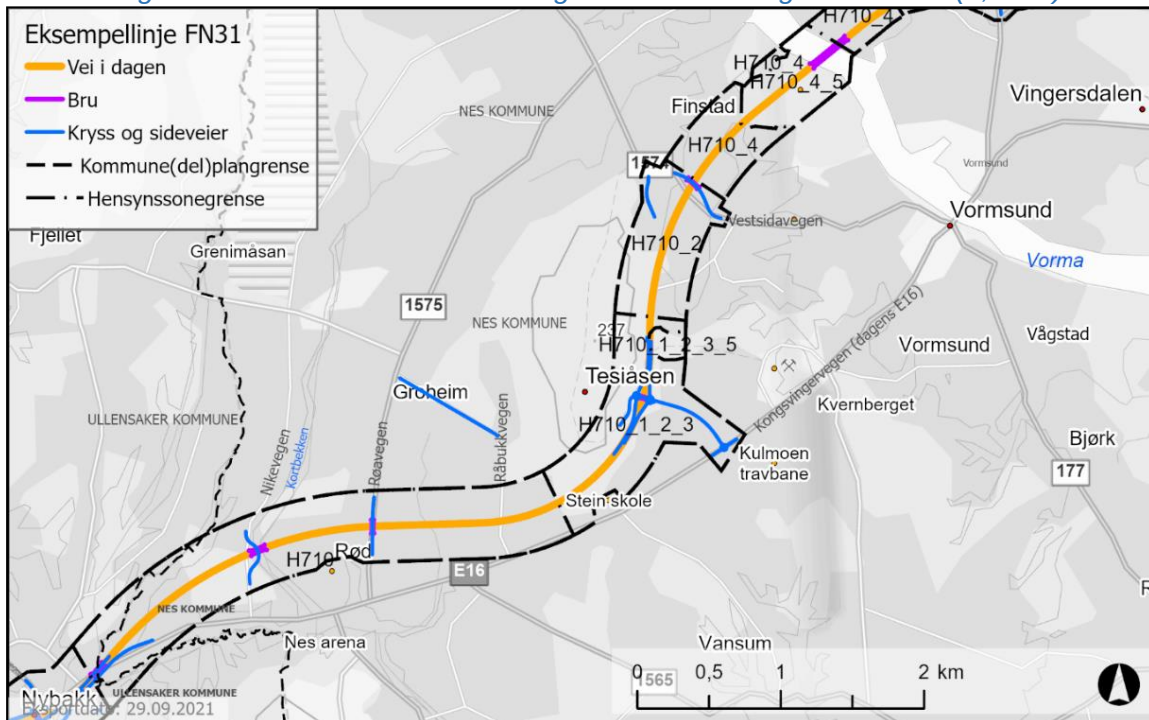 H710_4
Eksempellinje FN31
Vei i dagen
Bru
Kryss og sideveier
Kommune(del)plangrense
Hensynssonegrense
NES KOMMUNE
H710_4
H710_4_5
Finstad
Vingersdalen
H710_4
1574
Vormsund
Vestsidavegen
Vormsund
Fjellet
Grenimåsan
H710_2
Vorma
1575
NES KOMMUNE
237
H710_1_2_3_5
Kongsvingervegen (dagens E16)
Vågstad
Vormsund
Tesiåsen
Groheim
Kvernberget
ULLENSAKER KOMMUNE
H710_1_2_3
Bjørk
Nikevegen
Kortbekken
Røavegen
Råbukkvegen
Kulmoen
travbane
177
Stein skole
H710
Rød
E16
NES KOMMUNE
Nes arena
Vansum
0 0,5 1 2 km
1565
Nybakk
ULLENSAKER KOMMUNE
Eksportdato: 29.09.2021